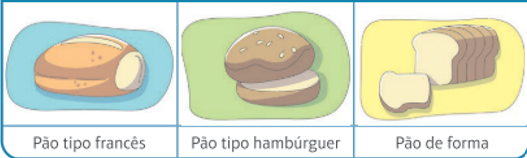 Pão tipo francês
Pão tipo hambúrguer
Pão de forma